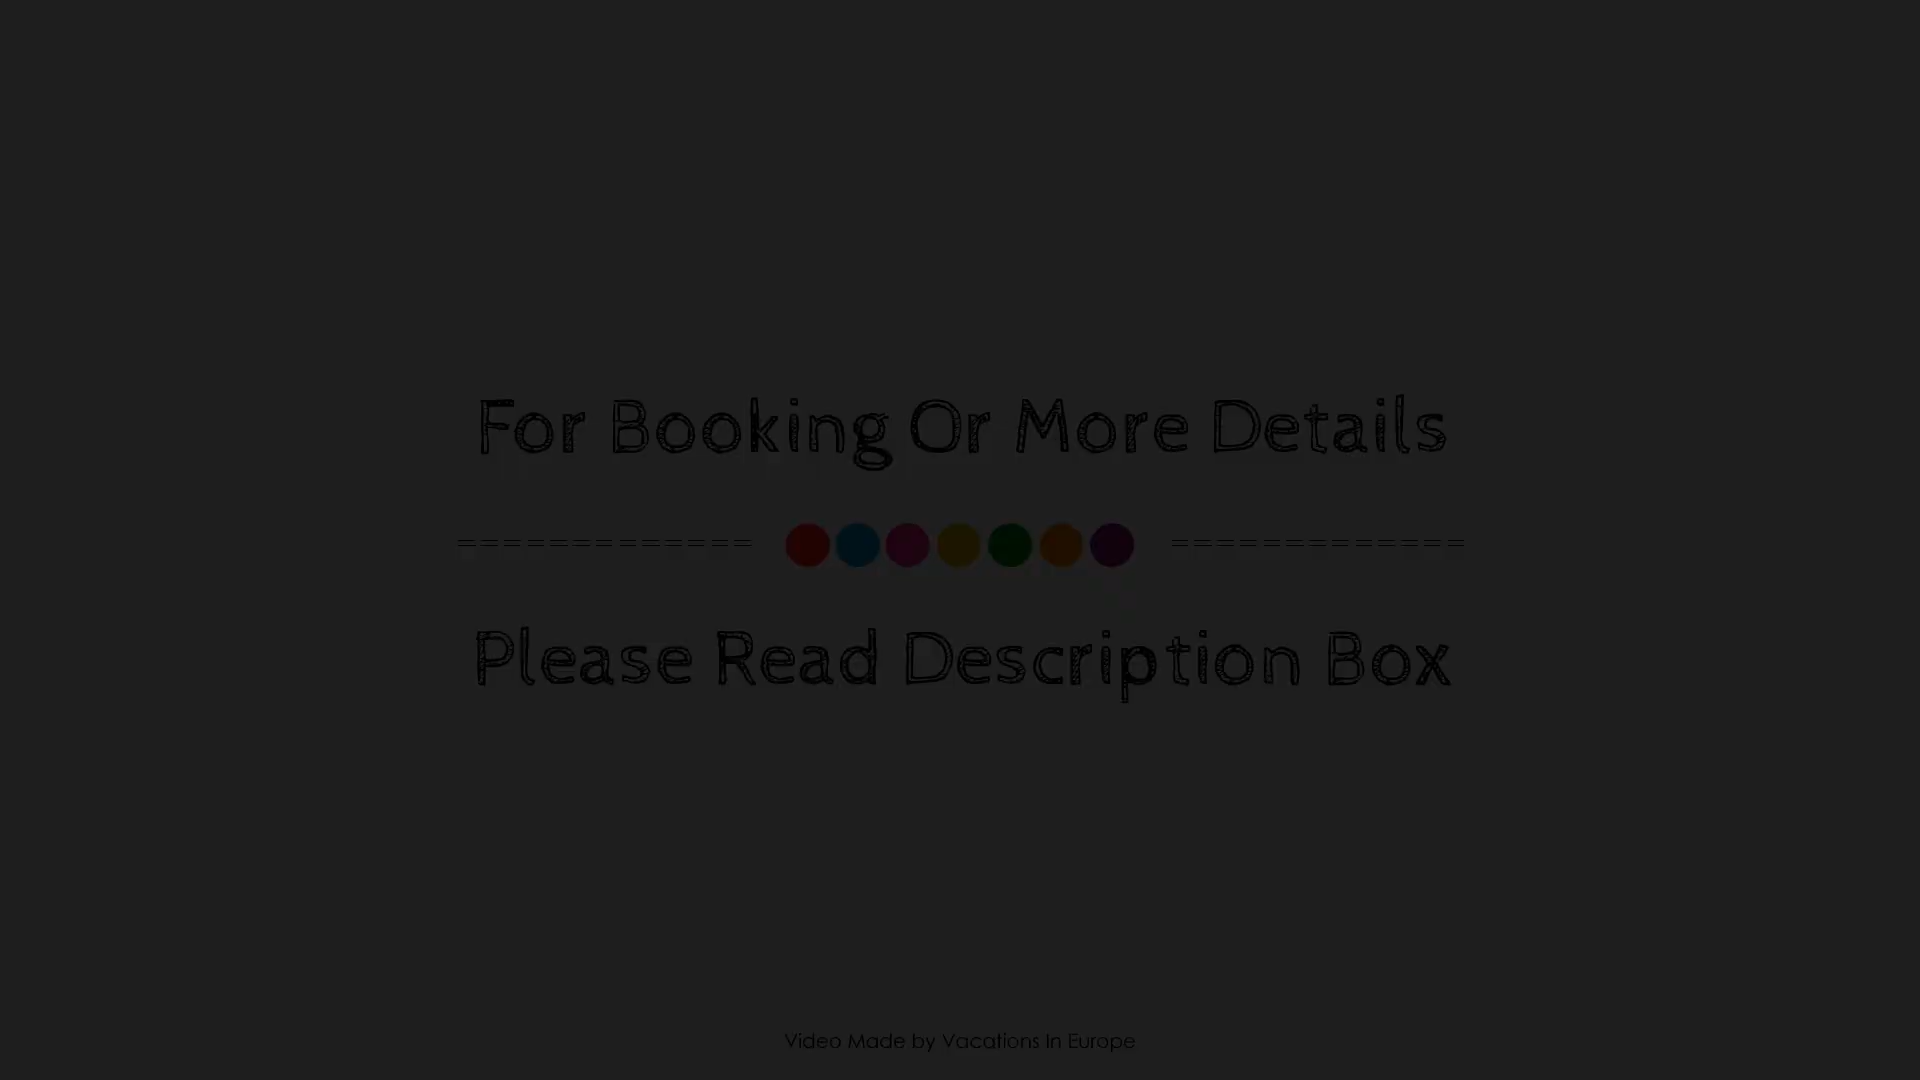 For Booking Or More Details
============= =============
Please Read Description Box
Video Made by Vacations In Europe